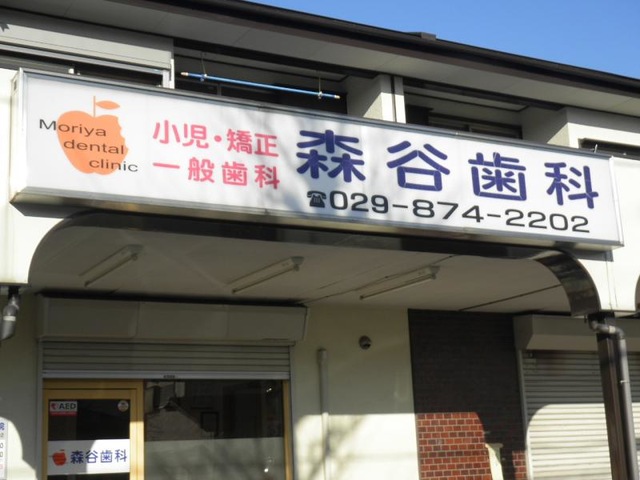 Moriya
dental
clinic
小児・矯正
一般歯科
森谷歯科
☎029-874-2202
AED
森谷歯科